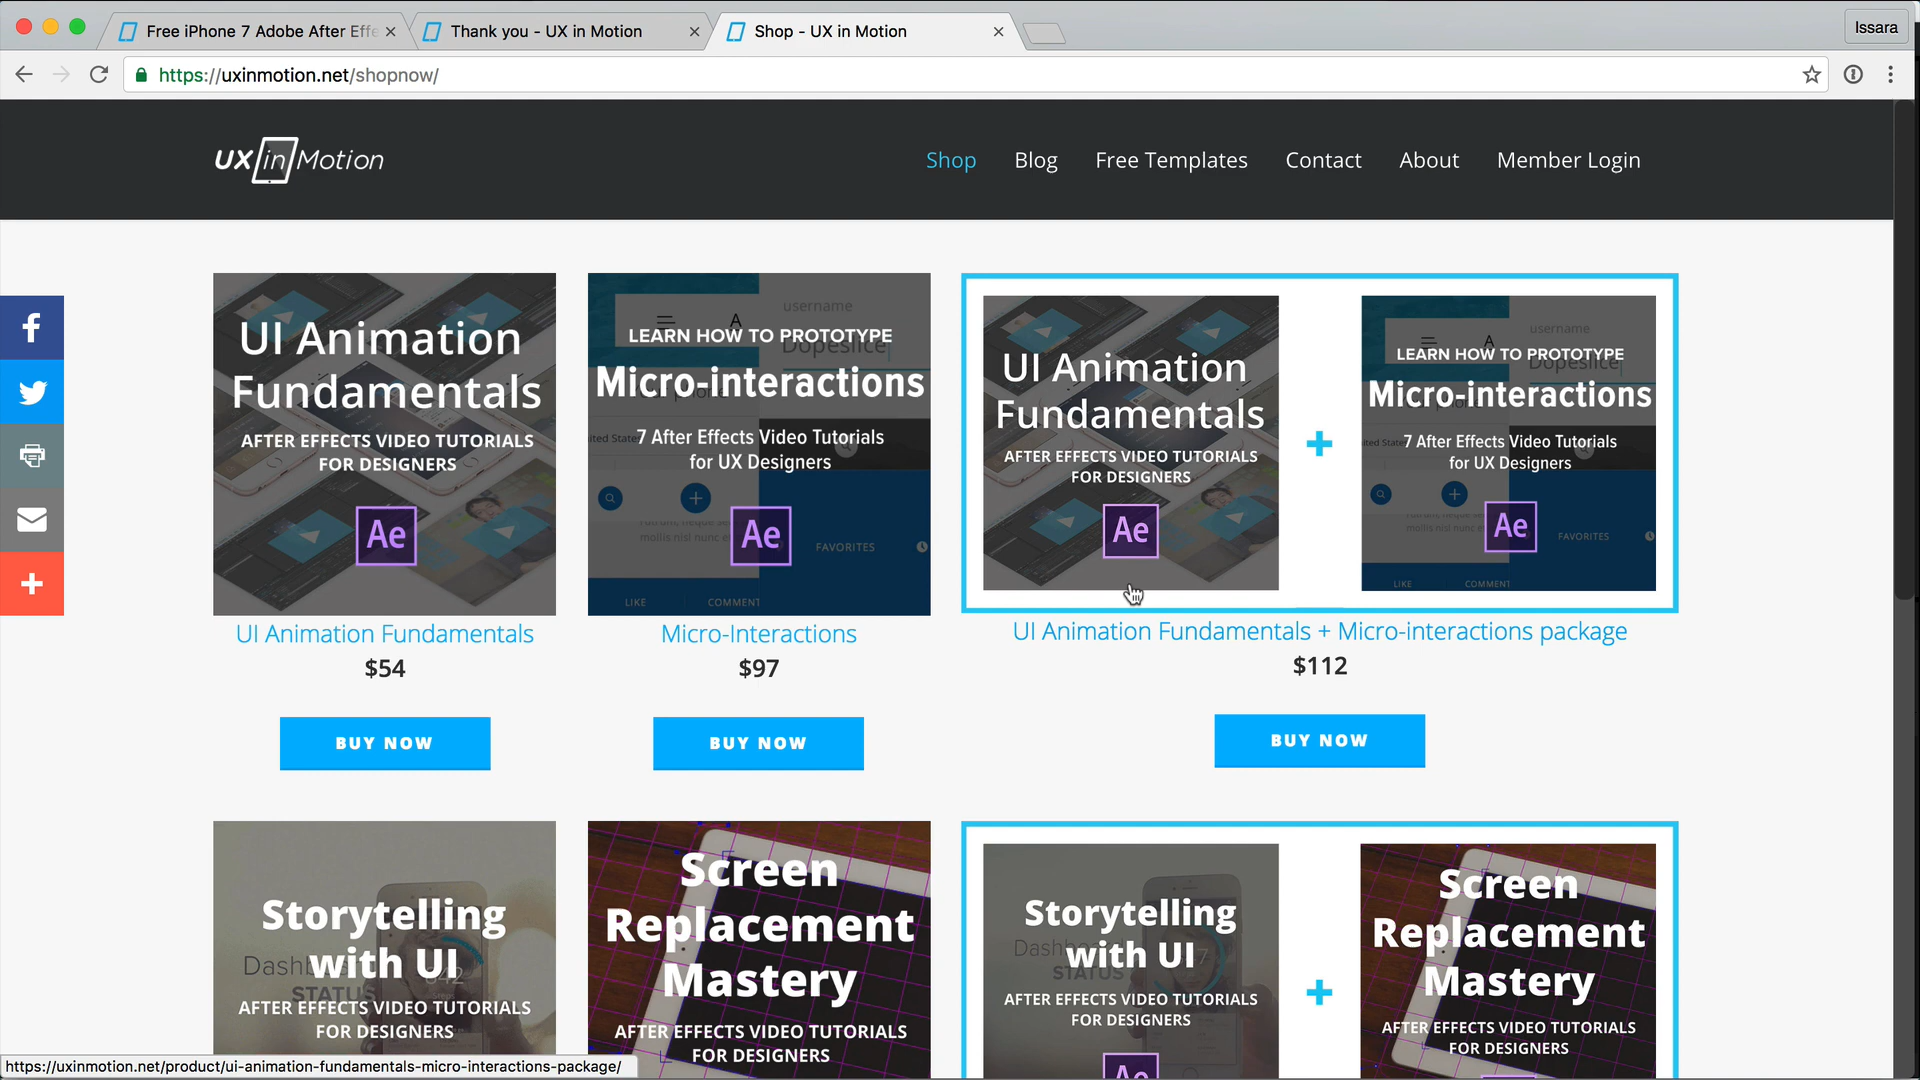 Free iPhone 7 Adobe After Effe
Thank you - UX in Motion
Shop - UX in Motion
Issara
https://uxinmotion.net/shopnow/
UX in Motion
Shop
Blog
Free Templates
Contact
About
Member Login
UI Animation
Fundamentals
AFTER EFFECTS VIDEO TUTORIALS
FOR DESIGNERS
Ae
UI Animation Fundamentals
$54
BUY NOW
username
A
LEARN HOW TO PROTOTYPE
Dopeslice
Micro-interactions
7 After Effects Video Tutorials
for UX Designers
Ae
FAVORITES
LIKE
COMMENT
Micro-Interactions
$97
BUY NOW
UI Animation
Fundamentals
AFTER EFFECTS VIDEO TUTORIALS
FOR DESIGNERS
Ae
+
username
A
LEARN HOW TO PROTOTYPE
Dopeslice
Micro-interactions
7 After Effects Video Tutorials
for UX Designers
Ae
FAVORITES
LIKE
COMMENT
UI Animation Fundamentals + Micro-interactions package
$112
BUY NOW
Storytelling
with UI
STATUS
AFTER EFFECTS VIDEO TUTORIALS
FOR DESIGNERS
Screen
Replacement
Mastery
AFTER EFFECTS VIDEO TUTORIALS
FOR DESIGNERS
Storytelling
with UI
STATUS
AFTER EFFECTS VIDEO TUTORIALS
FOR DESIGNERS
Ae
+
Screen
Replacement
Mastery
AFTER EFFECTS VIDEO TUTORIALS
FOR DESIGNERS
https://uxinmotion.net/product/ui-animation-fundamentals-micro-interactions-package/